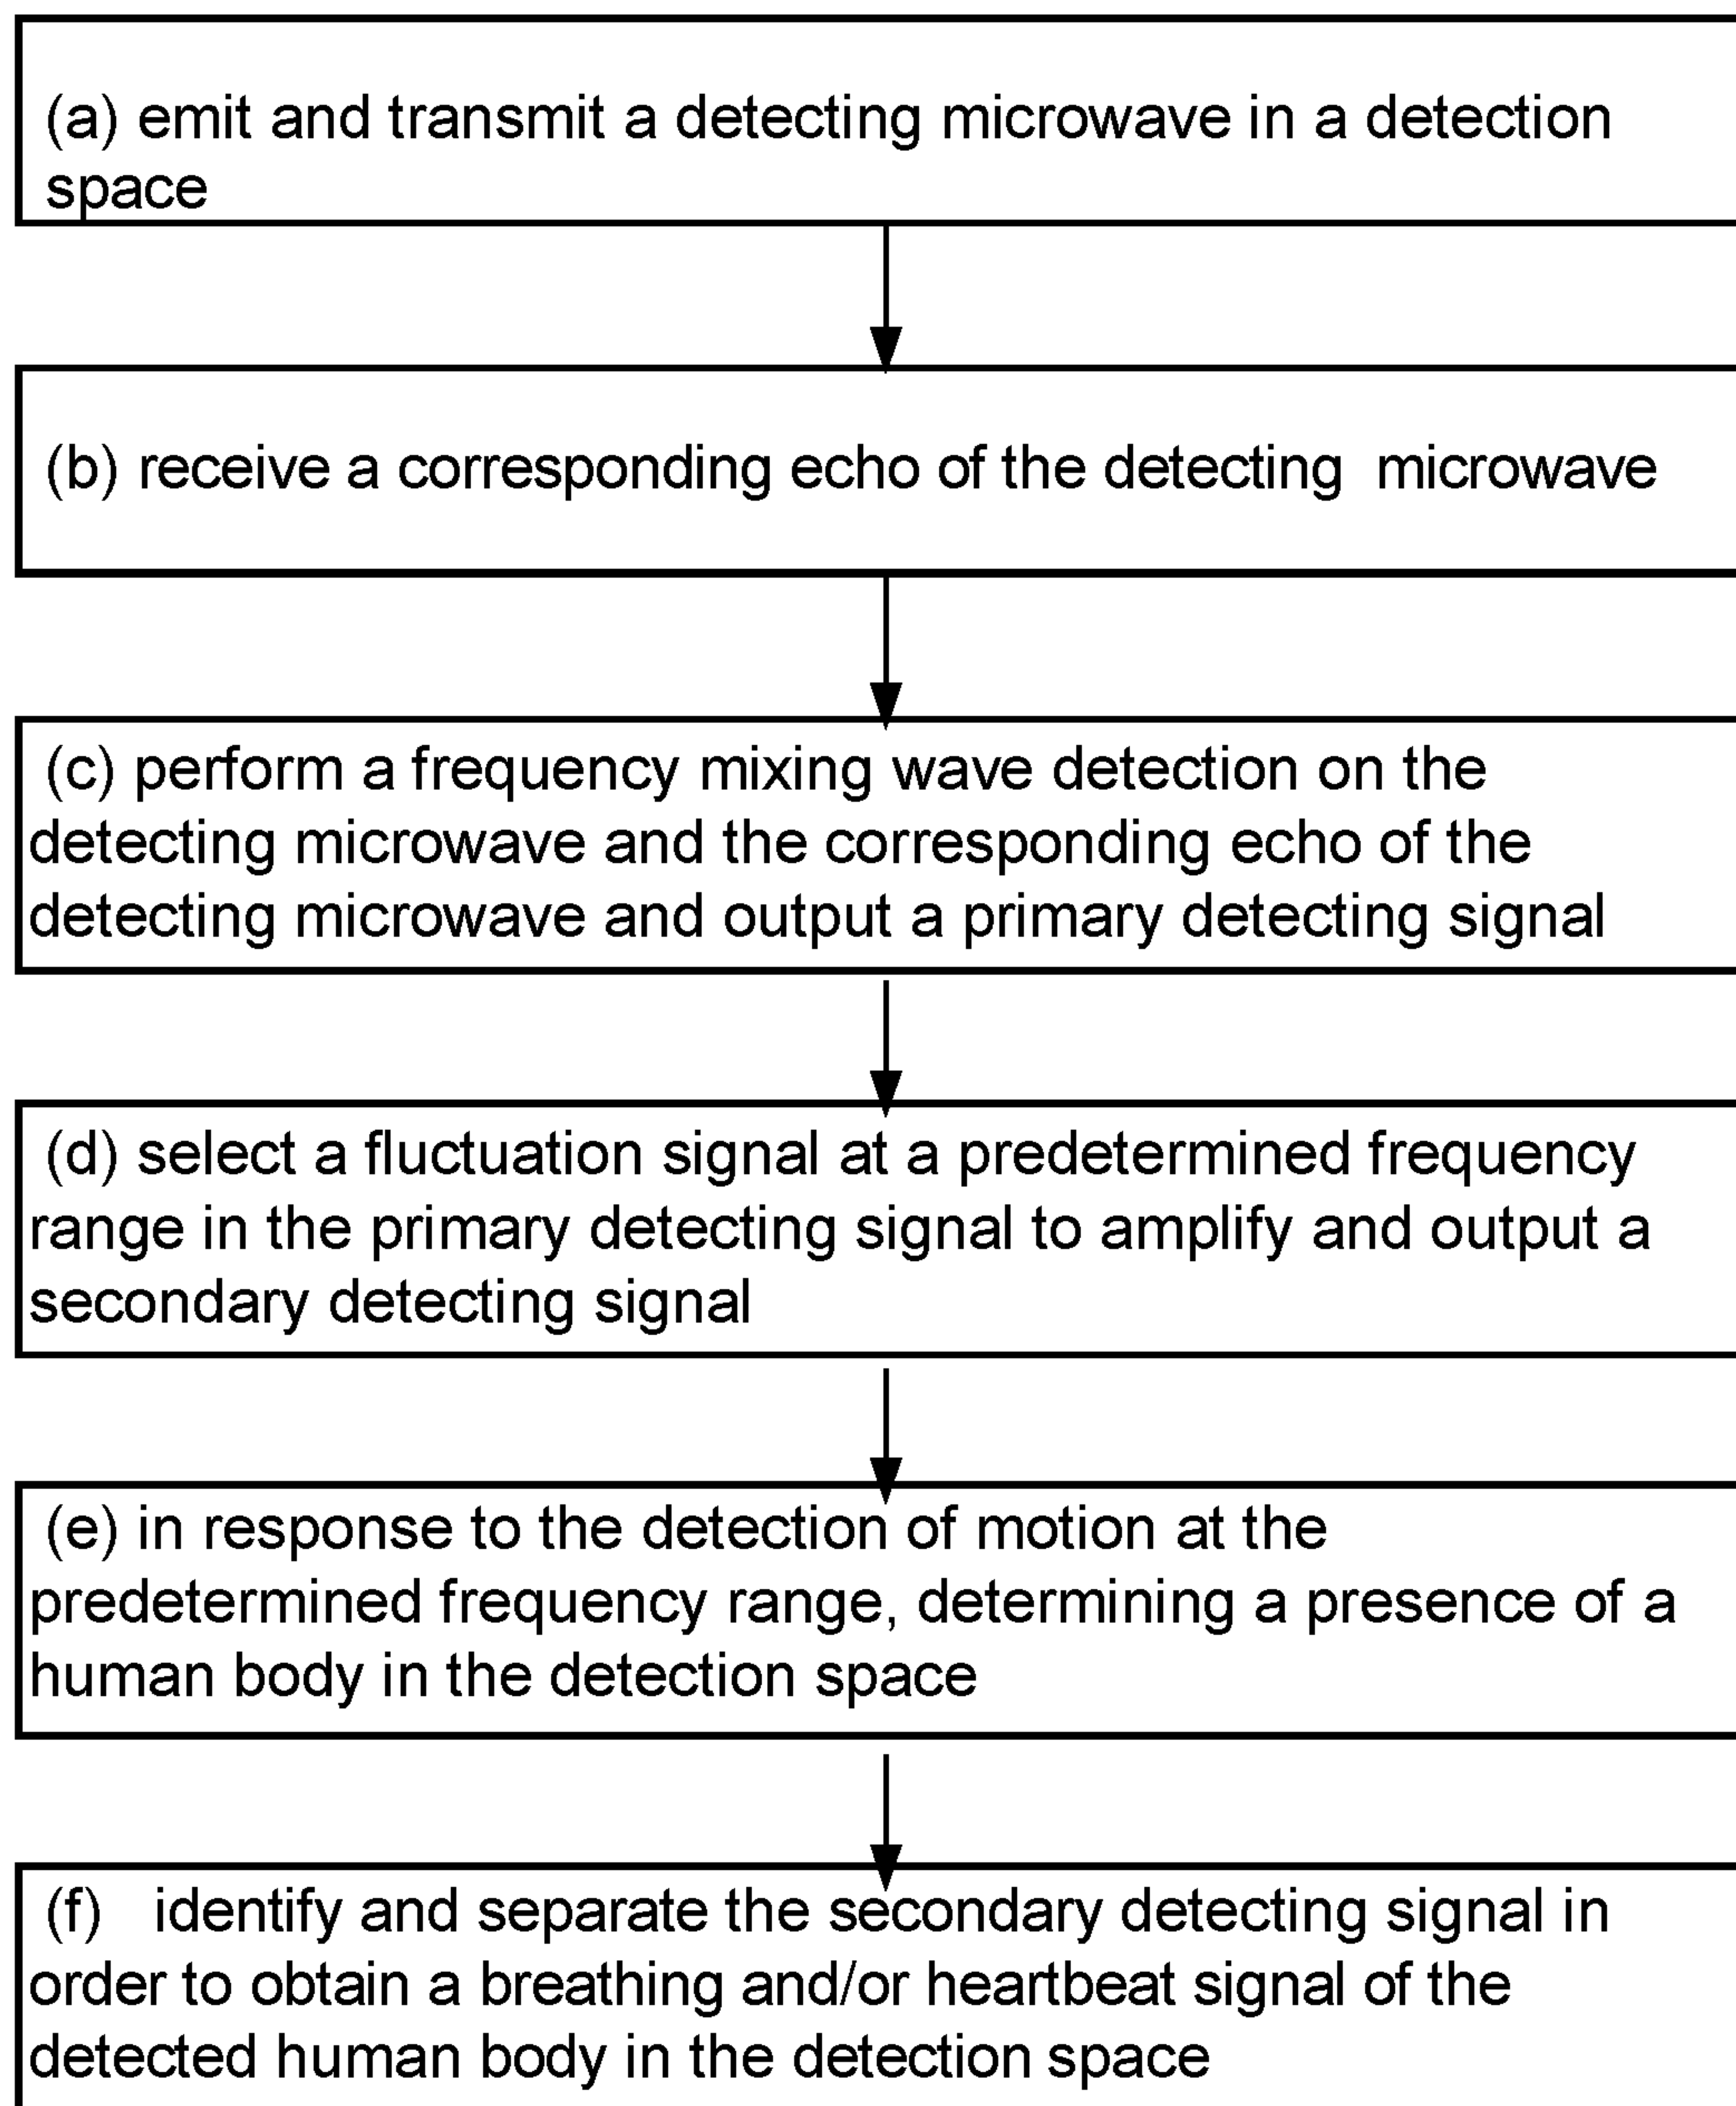 (a) emit and transmit a detecting microwave in a detection
space
(b) receive a corresponding echo of the detecting  microwave
(c) perform a frequency mixing wave detection on the
detecting microwave and the corresponding echo of the
detecting microwave and output a primary detecting signal
(d) select a fluctuation signal at a predetermined frequency
range in the primary detecting signal to amplify and output a
secondary detecting signal
(e) in response to the detection of motion at the
predetermined frequency range, determining a presence of a
human body in the detection space
(f)   identify and separate the secondary detecting signal in
order to obtain a breathing and/or heartbeat signal of the
detected human body in the detection space